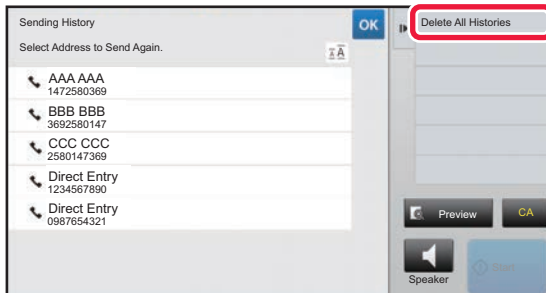 Sending History
OK
Delete All Histories
Select Address to Send Again.
AAA AAA
1472580369
BBB BBB
3692580147
CCC CCC
2580147369
Direct Entry
1234567890
Direct Entry
0987654321
Preview
CA
Speaker
Start